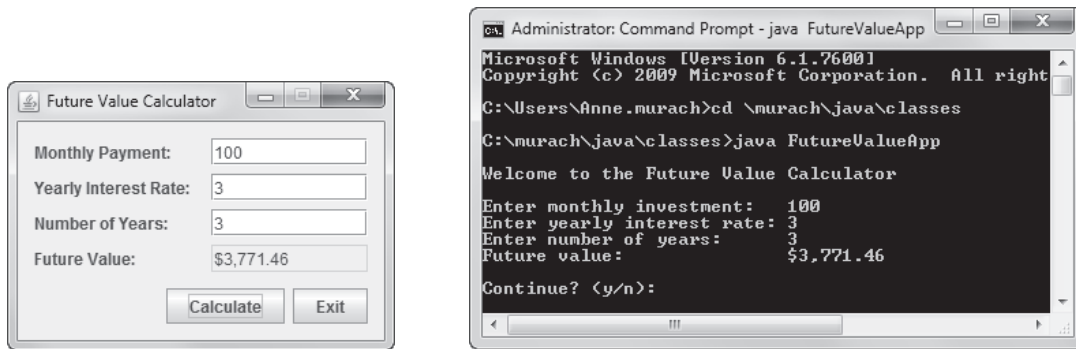 Future Value Calculator
Monthly Payment: 100
Yearly Interest Rate: 3
Number of Years: 3
Future Value: $3,771.46
Calculate Exit
Administrator: Command Prompt - java FutureValueApp
Microsoft Windows [Version 6.1.7600]
Copyright (c) 2009 Microsoft Corporation. All right
C:\Users\Anne.murach>cd \murach\java\classes
C:\murach\java\classes>java FutureValueApp
Welcome to the Future Value Calculator
Enter monthly investment: 100
Enter yearly interest rate: 3
Enter number of years: 3
Future value: $3,771.46
Continue? (y/n):